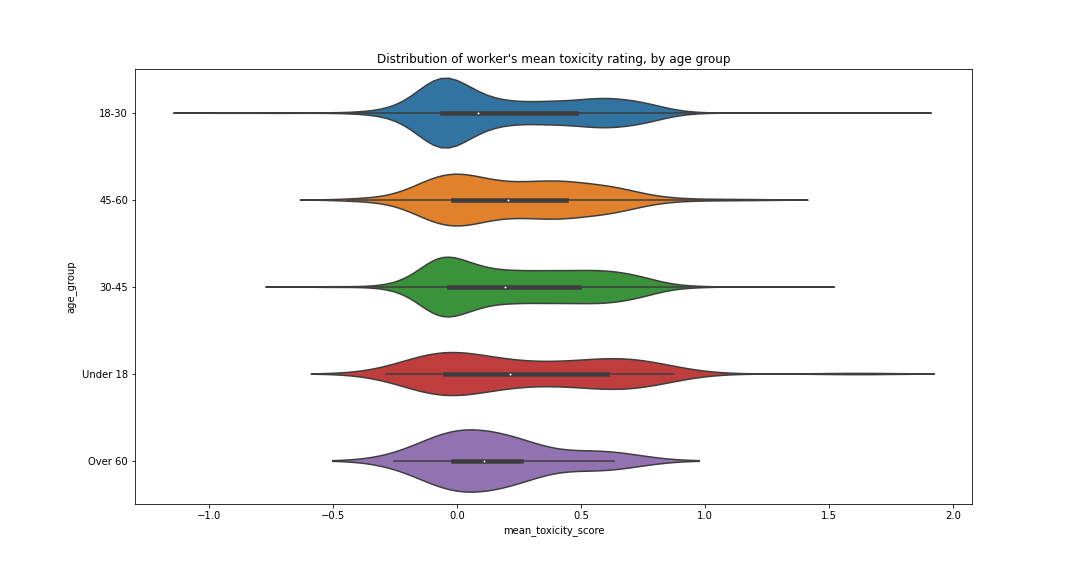 Distribution of worker's mean toxicity rating, by age group
18-30
45-60
30-45
Under 18
Over 60
age_group
−1.0 −0.5 0.0 0.5 1.0 1.5 2.0
mean_toxicity_score